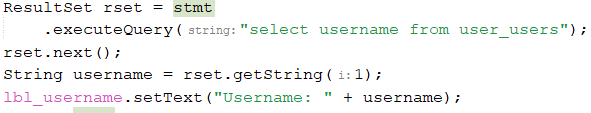 ResultSet rset = stmt
.executeQuery( string: "select username from user_users");
rset.next();
String username = rset.getString( i: 1);
lbl_username.setText("Username: " + username);